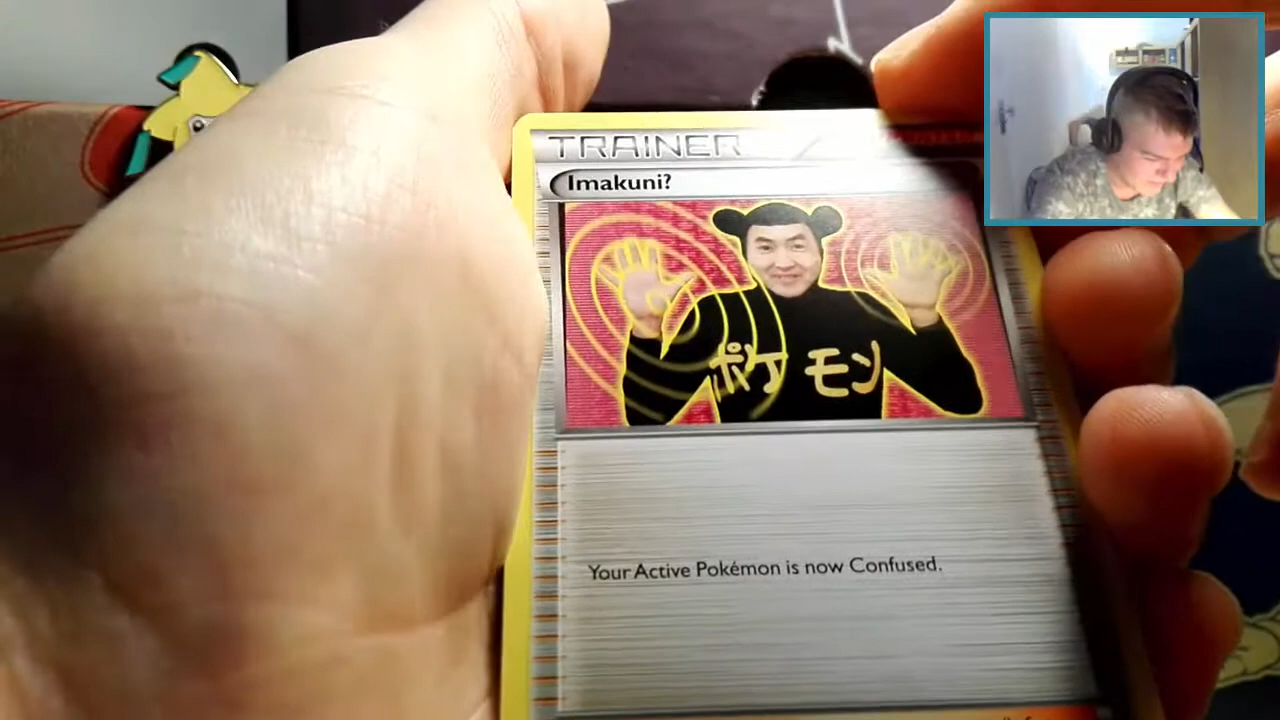 TRAINER
Imakuni?
ポケモン
Your Active Pokémon is now Confused.